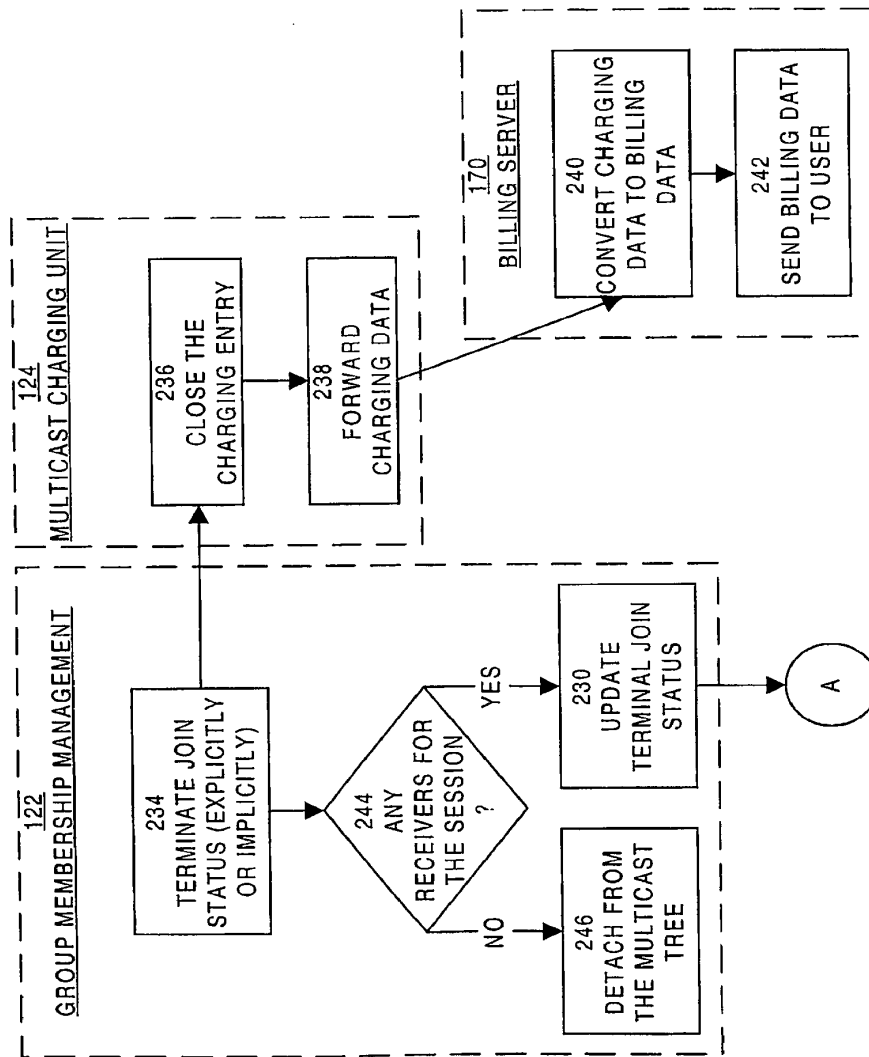 122
GROUP MEMBERSHIP MANAGEMENT
234
TERMINATE JOIN
STATUS (EXPLICITLY
OR IMPLICITLY)
244
ANY
RECEIVERS FOR
THE SESSION
?
NO
YES
246
DETACH FROM
THE MULTICAST
TREE
230
UPDATE
TERMINAL JOIN
STATUS
A
124
MULTICAST CHARGING UNIT
236
CLOSE THE
CHARGING ENTRY
238
FORWARD
CHARGING DATA
170
BILLING SERVER
240
CONVERT CHARGING
DATA TO BILLING
DATA
242
SEND BILLING DATA
TO USER